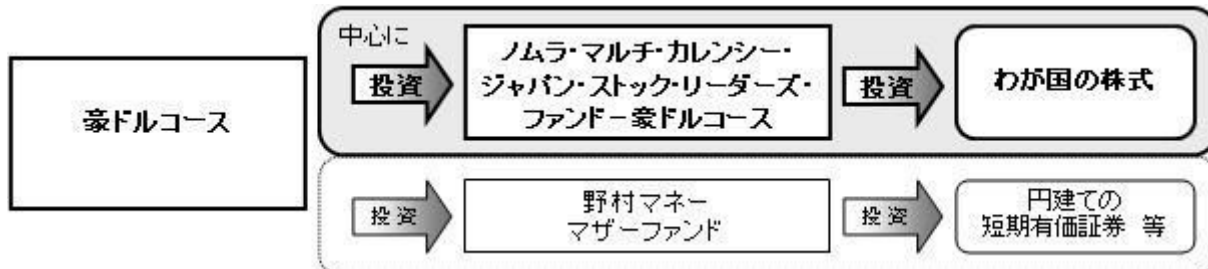 豪ドルコース
中心に
投資
ノムラ・マルチ・カレンシー・
ジャパン・ストック・リーダーズ・
ファンド－豪ドルコース
投資
わが国の株式
投資
野村マネー
マザーファンド
投資
円建ての
短期有価証券 等